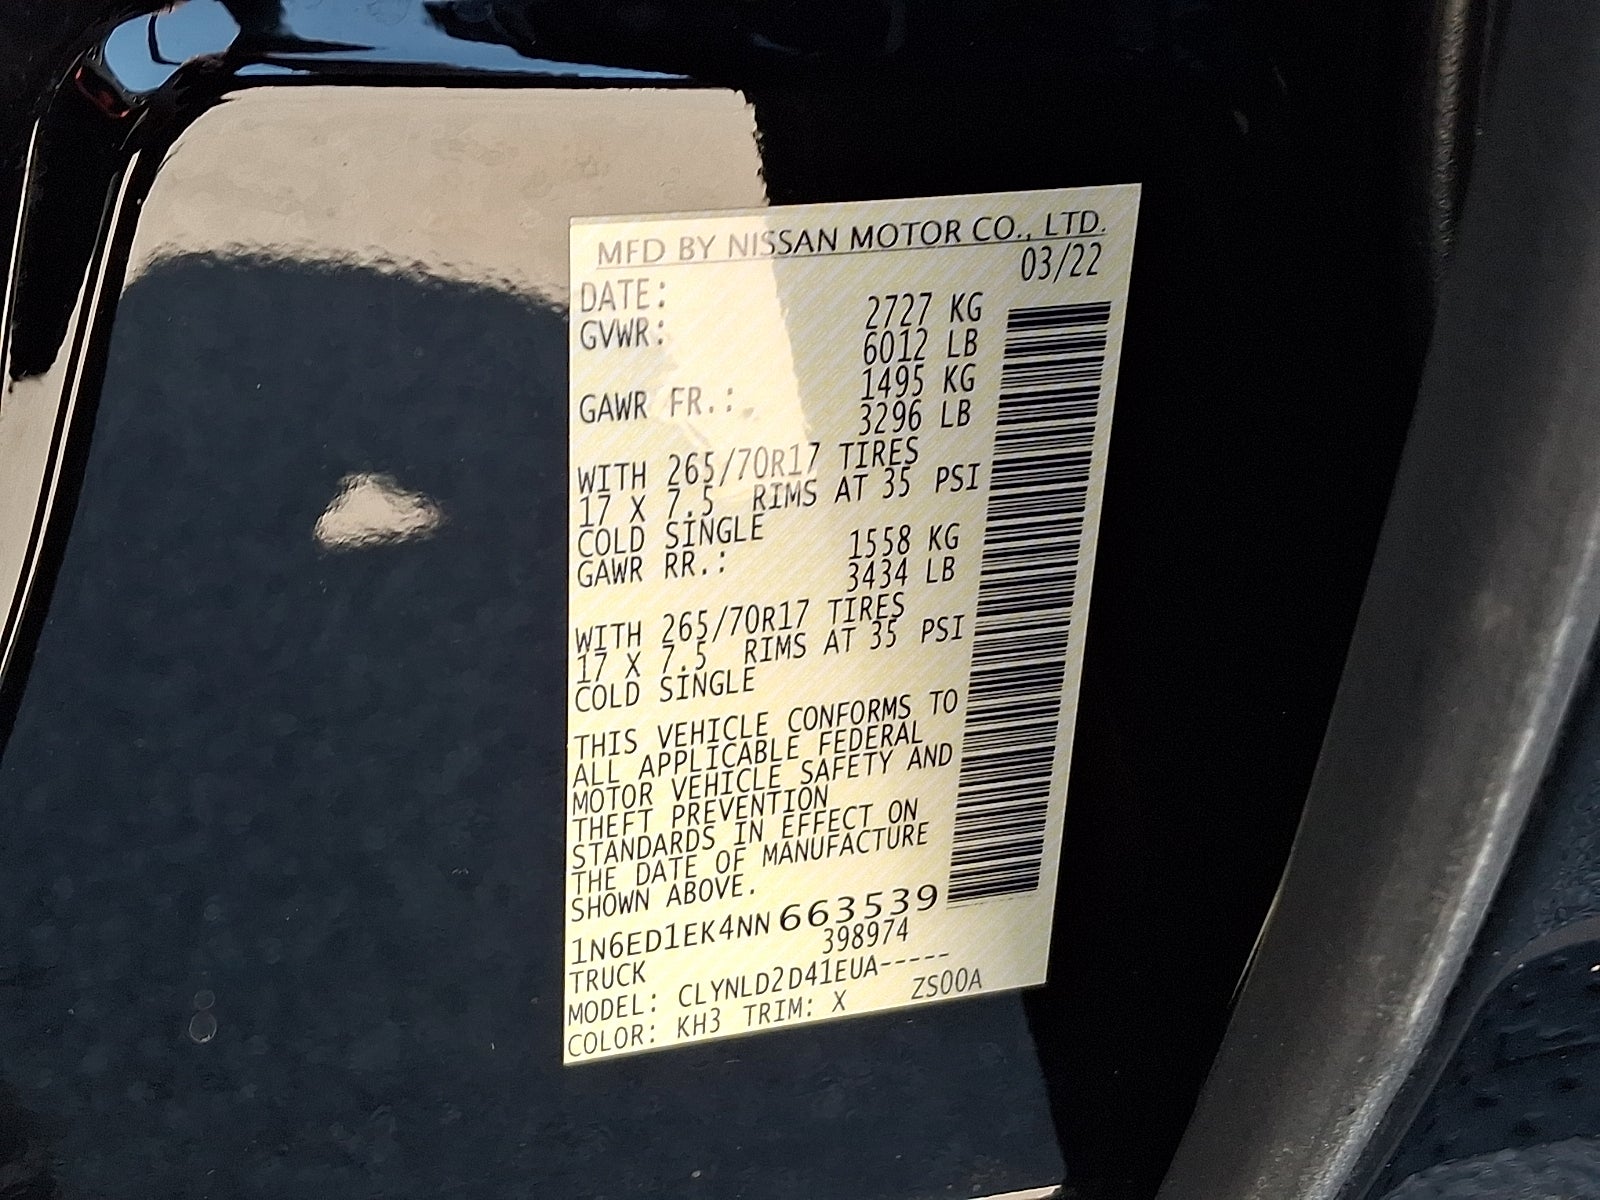 MFD BY NISSAN MOTOR CO., LTD.
DATE: 03/22
GVWR: 2727 KG
6012 LB
GAWR FR.: 1495 KG
3296 LB
WITH 265/70R17 TIRES
17 X 7.5 RIMS AT 35 PSI
COLD SINGLE
GAWR RR.: 1558 KG
3434 LB
WITH 265/70R17 TIRES
17 X 7.5 RIMS AT 35 PSI
COLD SINGLE
THIS VEHICLE CONFORMS TO
ALL APPLICABLE FEDERAL
MOTOR VEHICLE SAFETY AND
THEFT PREVENTION
STANDARDS IN EFFECT ON
THE DATE OF MANUFACTURE
SHOWN ABOVE.
1N6ED1EK4NN663539
TRUCK 398974
MODEL: CLYNLD2D41EUA-----
COLOR: KH3 TRIM: X ZS00A